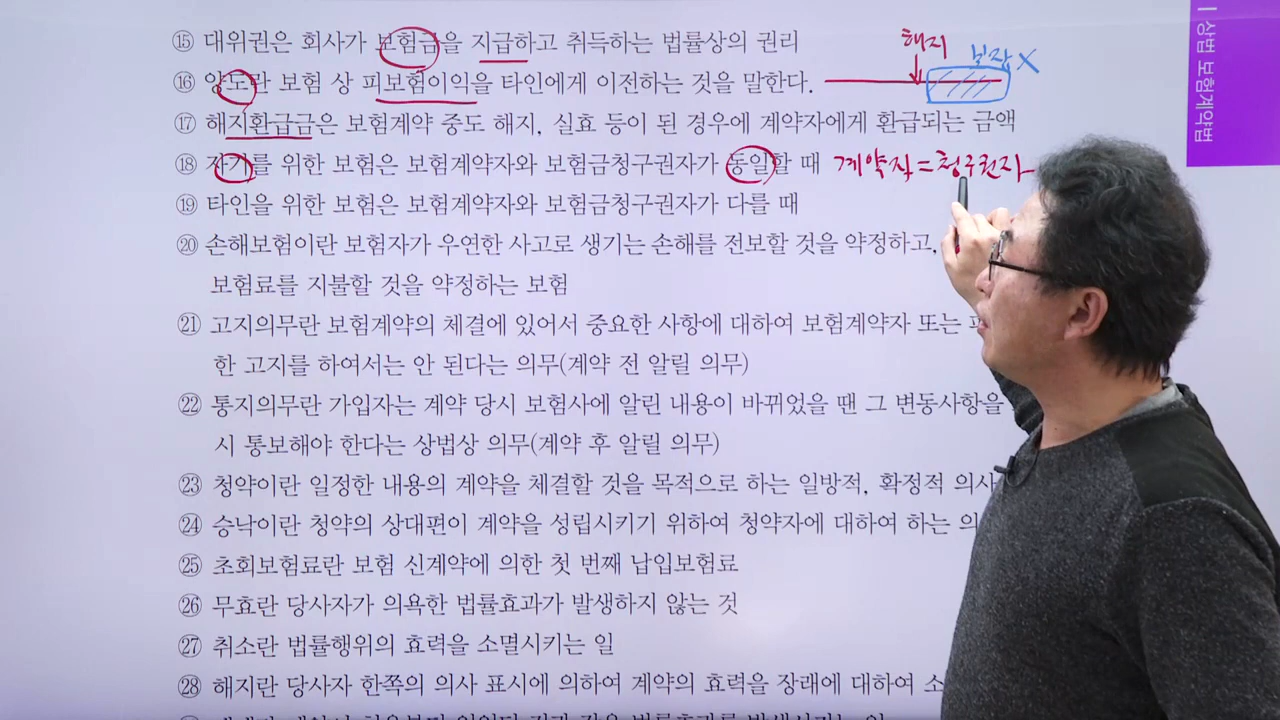 ⑮ 대위권은 회사가 보험금을 지급하고 취득하는 법률상의 권리
해지
보장 X
⑯ 양도란 보험 상 피보험이익을 타인에게 이전하는 것을 말한다.
⑰ 해지환급금은 보험계약 중도 해지, 실효 등이 된 경우에 계약자에게 환급되는 금액
⑱ 자기를 위한 보험은 보험계약자와 보험금청구권자가 동일할 때 계약자=청구권자
⑲ 타인을 위한 보험은 보험계약자와 보험금청구권자가 다를 때
⑳ 손해보험이란 보험자가 우연한 사고로 생기는 손해를 전보할 것을 약정하고,
보험료를 지불할 것을 약정하는 보험
㉑ 고지의무란 보험계약의 체결에 있어서 중요한 사항에 대하여 보험계약자 또는
한 고지를 하여서는 안 된다는 의무(계약 전 알릴 의무)
㉒ 통지의무란 가입자는 계약 당시 보험사에 알린 내용이 바뀌었을 땐 그 변동사항을
시 통보해야 한다는 상법상 의무(계약 후 알릴 의무)
㉓ 청약이란 일정한 내용의 계약을 체결할 것을 목적으로 하는 일방적, 확정적 의사
㉔ 승낙이란 청약의 상대편이 계약을 성립시키기 위하여 청약자에 대하여 하는 의
㉕ 초회보험료란 보험 신계약에 의한 첫 번째 납입보험료
㉖ 무효란 당사자가 의욕한 법률효과가 발생하지 않는 것
㉗ 취소란 법률행위의 효력을 소멸시키는 일
㉘ 해지란 당사자 한쪽의 의사 표시에 의하여 계약의 효력을 장래에 대하여 소
상법 보험계약법